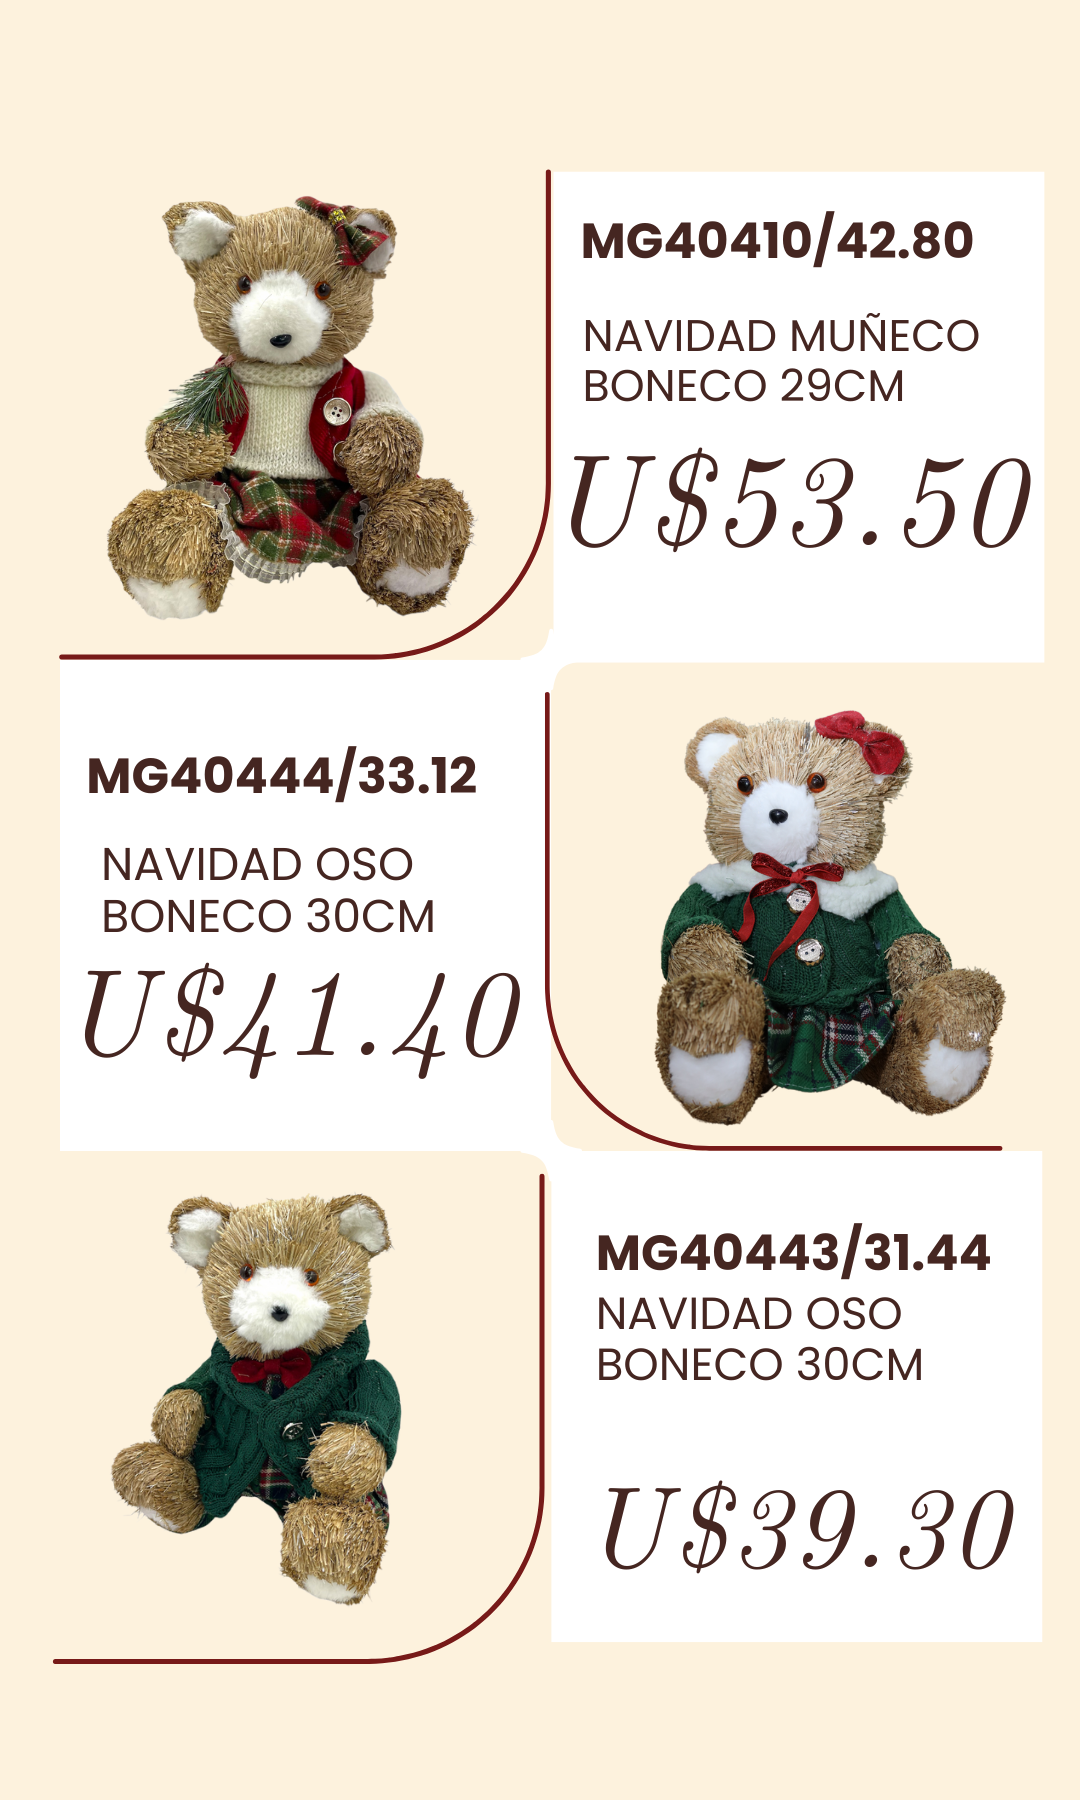 MG40410/42.80
NAVIDAD MUÑECO
BONECO 29CM
U$53.50
MG40444/33.12
NAVIDAD OSO
BONECO 30CM
U$41.40
MG40443/31.44
NAVIDAD OSO
BONECO 30CM
U$39.30